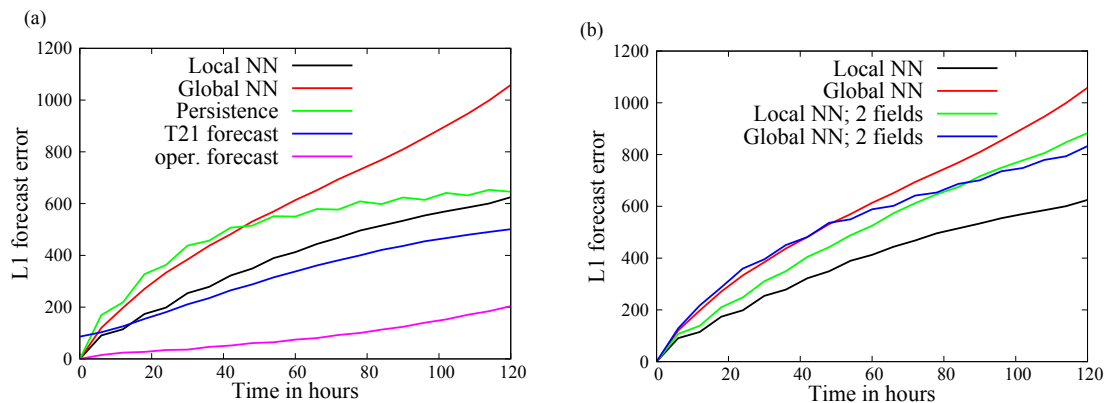 (a)
1200
1000
800
600
400
200
0
L1 forecast error
Local NN
Global NN
Persistence
T21 forecast
oper. forecast
0 20 40 60 80 100 120
Time in hours
(b)
1200
1000
800
600
400
200
0
L1 forecast error
Local NN
Global NN
Local NN; 2 fields
Global NN; 2 fields
0 20 40 60 80 100 120
Time in hours